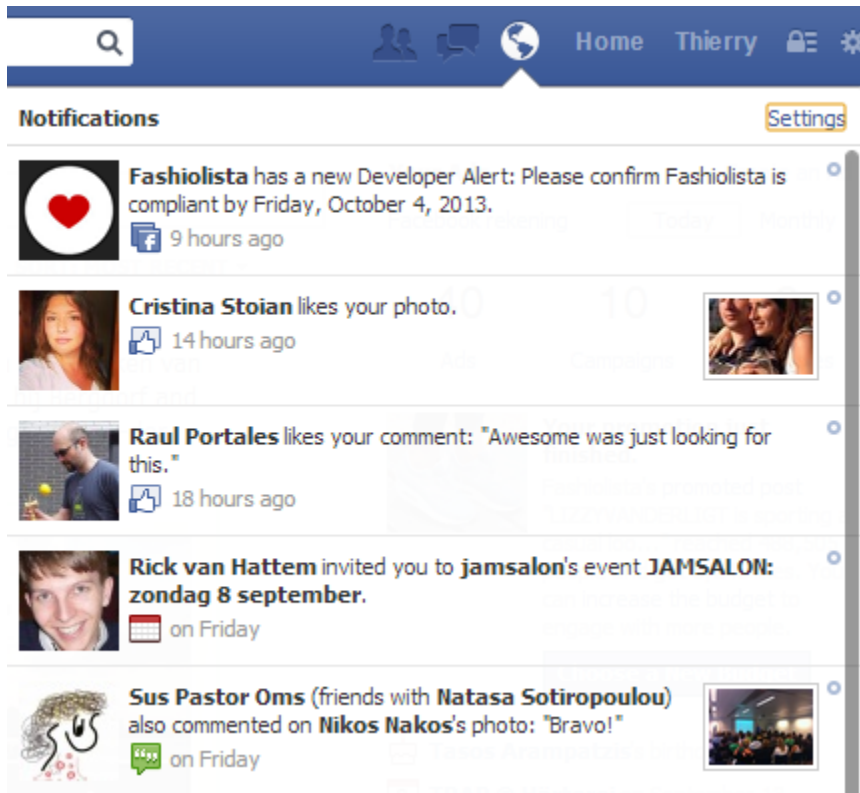 Home Thierry
Notifications Settings
Fashiolista has a new Developer Alert: Please confirm Fashiolista is
compliant by Friday, October 4, 2013.
9 hours ago
Cristina Stoian likes your photo.
14 hours ago
Raul Portales likes your comment: "Awesome was just looking for
this."
18 hours ago
Rick van Hattem invited you to jamsalon's event JAMSALON:
zondag 8 september.
on Friday
Sus Pastor Oms (friends with Natasa Sotiropoulou)
also commented on Nikos Nakos's photo: "Bravo!"
on Friday